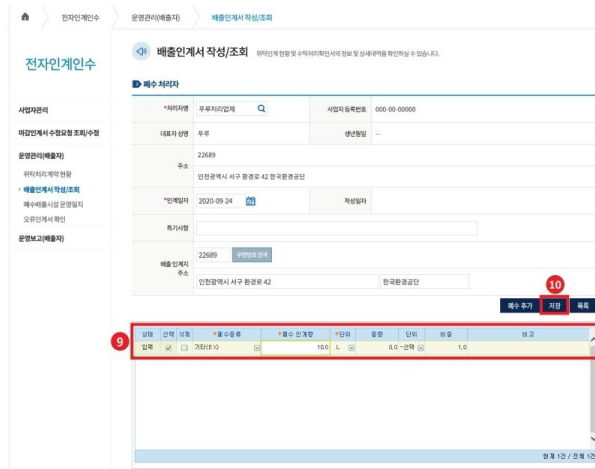 전자인계인수 운영관리(배출자) 배출인계서 작성/조회
전자인계인수
사업자관리
마감인계서 수정요청 조회/수정
운영관리(배출자)
위탁처리계약 현황
배출인계서 작성/조회
폐수배출시설 운영일지
오류인계서 확인
운영보고(배출자)
배출인계서 작성/조회 위탁인계 현황 및 수탁처리확인서의 정보 및 상세내역을 확인하실 수 있습니다.
폐수 처리자
*처리자명 푸루처리업체 사업자 등록번호 000-00-00000
대표자 성명 푸루 생년월일 --
주소 22689
인천광역시 서구 환경로 42 한국환경공단
*인계일자 2020-09-24 작성일자
특기사항
배출 인계지 주소 22689 우편번호 검색
인천광역시 서구 환경로 42 한국환경공단
10
폐수 추가 저장 목록
9
상태 선택 삭제 *폐수종류 *폐수 인계량 *단위 중량 단위 비중 비고
입력 기타(E) 10,0 L 0,0 -선택 1,0
현재 1건 / 전체 1건